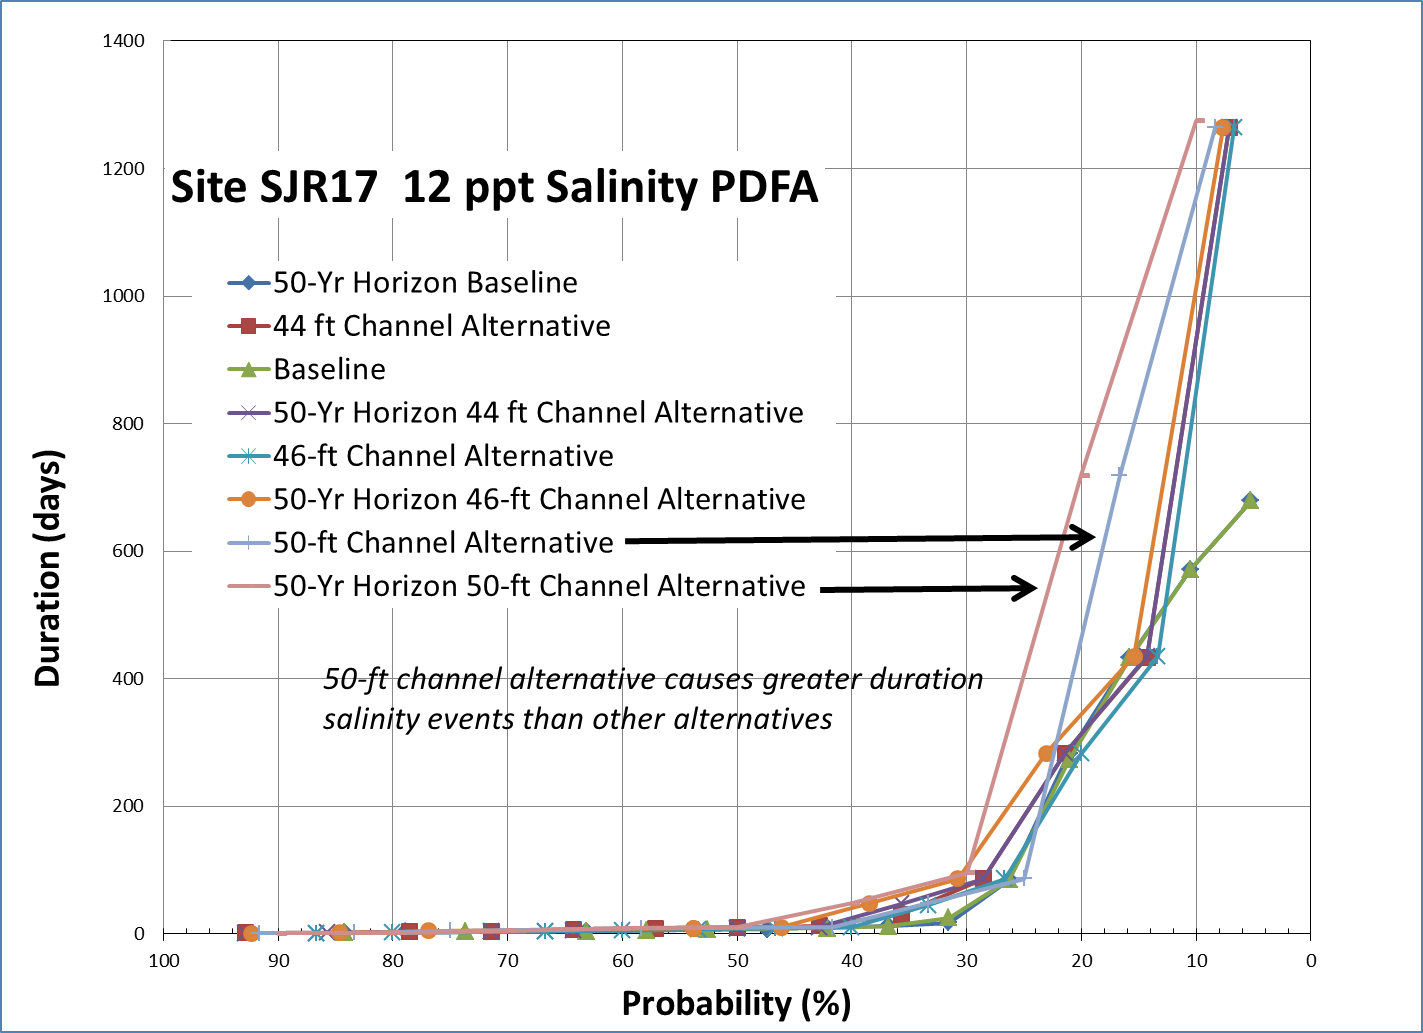 1400
1200
1000
800
600
400
200
0
Duration (days)
Site SJR17 12 ppt Salinity PDFA
50-Yr Horizon Baseline
44 ft Channel Alternative
Baseline
50-Yr Horizon 44 ft Channel Alternative
46-ft Channel Alternative
50-Yr Horizon 46-ft Channel Alternative
50-ft Channel Alternative
50-Yr Horizon 50-ft Channel Alternative
50-ft channel alternative causes greater duration
salinity events than other alternatives
100 90 80 70 60 50 40 30 20 10 0
Probability (%)